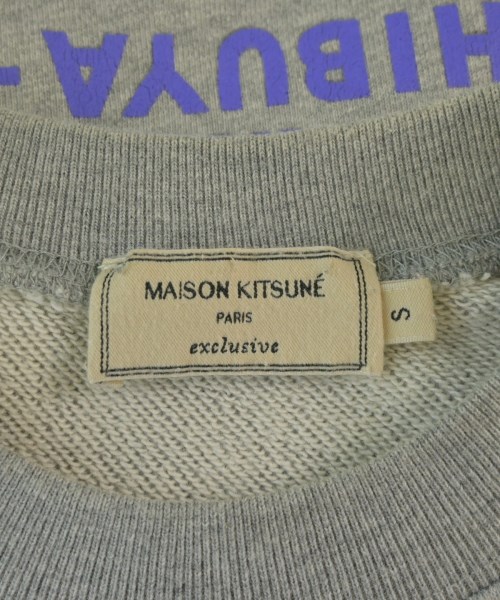 HIBUYA -
MAISON KITSUNÉ
PARIS
exclusive
S